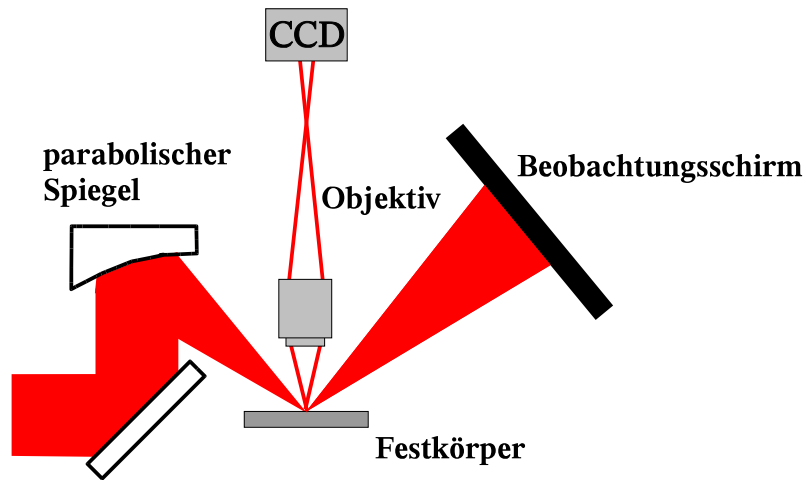 CCD
parabolischer
Spiegel
Beobachtungsschirm
Objektiv
Festkörper